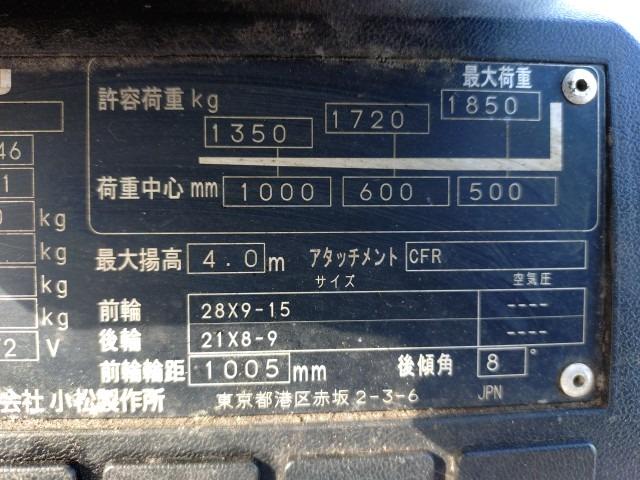 最大荷重
許容荷重 kg 1350 1720 1850
荷重中心 mm 1000 600 500
46
1
0 kg
kg
kg
kg
2 V
最大揚高 4.0 m アタッチメント CFR
サイズ 空気圧
前輪 28X9-15 ----
後輪 21X8-9 ----
前輪輪距 1005 mm 後傾角 8 °
会社 小松製作所 東京都港区赤坂2-3-6 JPN